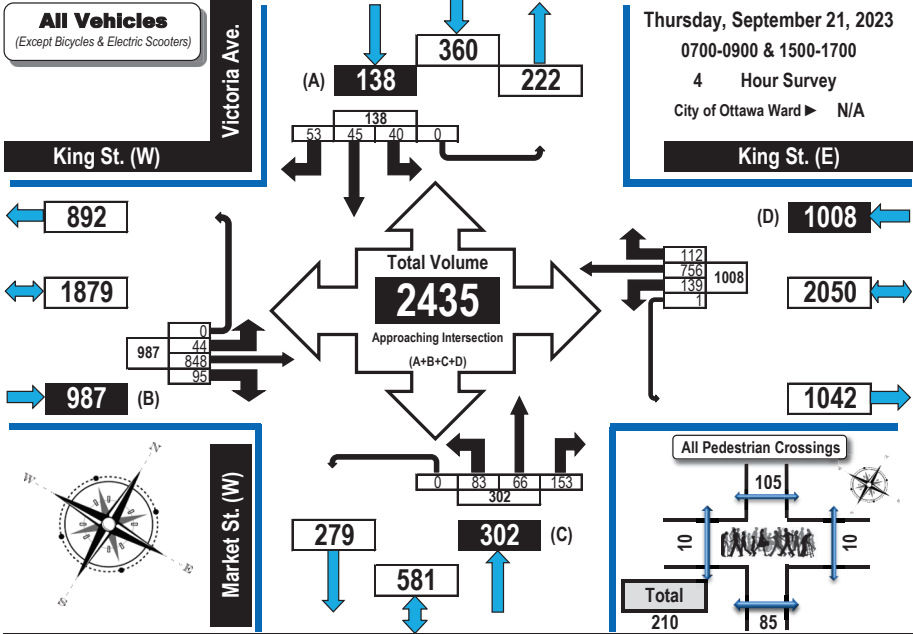 All Vehicles
(Except Bicycles & Electric Scooters)
Victoria Ave.
King St. (W)
360
(A) 138
222
138
53 45 40 0
Thursday, September 21, 2023
0700-0900 & 1500-1700
4 Hour Survey
City of Ottawa Ward ► N/A
King St. (E)
892
1879
987 (B)
987
0
44
848
95
Total Volume
2435
Approaching Intersection
(A+B+C+D)
112
756
139
1
1008
(D) 1008
2050
1042
N
W
E
S
Market St. (W)
0 83 66 153
302
279
302 (C)
581
All Pedestrian Crossings
105
10
10
Total
210
85